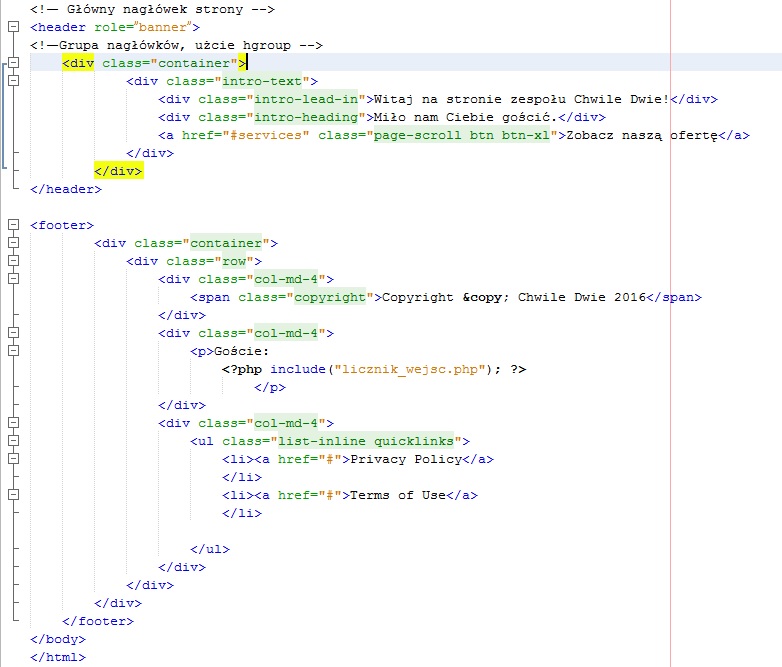 <!— Główny nagłówek strony -->
<header role=”banner”>
<!—Grupa nagłówków, użcie hgroup -->
<div class="container">
<div class="intro-text">
<div class="intro-lead-in">Witaj na stronie zespołu Chwile Dwie!</div>
<div class="intro-heading">Miło nam Ciebie gościć.</div>
<a href="#services" class="page-scroll btn btn-xl">Zobacz naszą ofertę</a>
</div>
</div>
</header>
<footer>
<div class="container">
<div class="row">
<div class="col-md-4">
<span class="copyright">Copyright &copy; Chwile Dwie 2016</span>
</div>
<div class="col-md-4">
<p>Goście:
<?php include("licznik_wejsc.php"); ?>
</p>
</div>
<div class="col-md-4">
<ul class="list-inline quicklinks">
<li><a href="#">Privacy Policy</a>
</li>
<li><a href="#">Terms of Use</a>
</li>
</ul>
</div>
</div>
</div>
</footer>
</body>
</html>